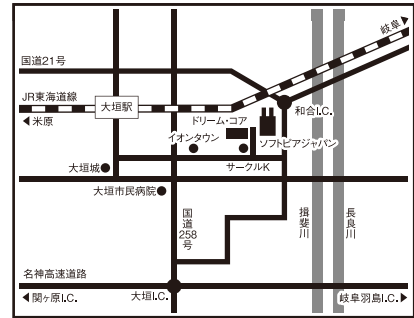 岐阜
国道21号
JR東海道線
大垣駅
米原
和合I.C.
ドリーム・コア
イオンタウン
ソフトピアジャパン
大垣城
サークルK
大垣市民病院
国道258号
揖斐川
長良川
名神高速道路
関ヶ原I.C.
大垣I.C.
岐阜羽島I.C.